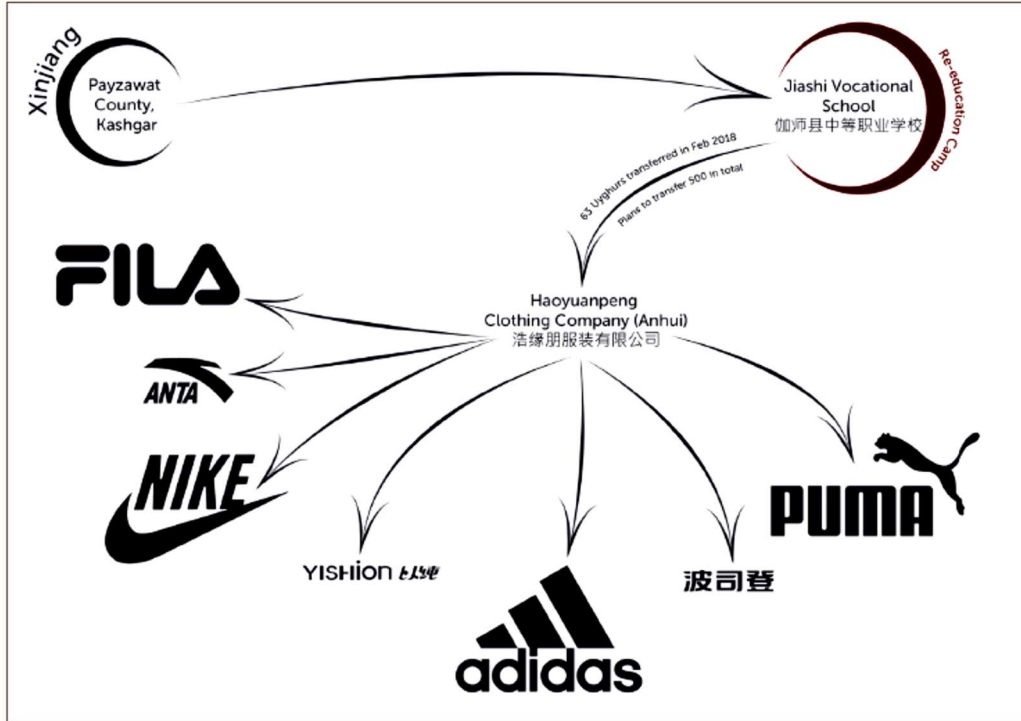 Xinjiang
Payzawat
County,
Kashgar
Jiashi Vocational
School
伽师县中等职业学校
Re-education Camp
63 Uyghurs transferred in Feb 2018
Plans to transfer 500 in total
Haoyuanpeng
Clothing Company (Anhui)
浩缘朋服装有限公司
FILA
ANTA
NIKE
PUMA
YISHION 以纯
波司登
adidas